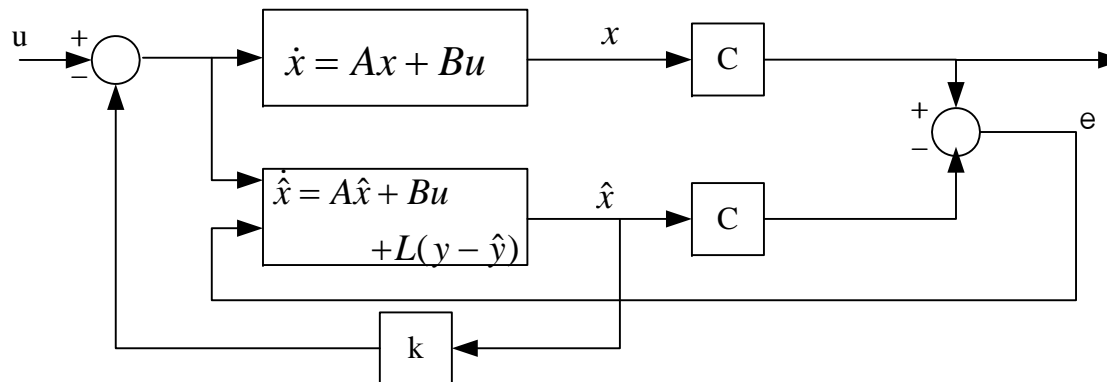 u
+
−
ẋ = Ax + Bu
x
C
+
−
e
x̂̇ = Ax̂ + Bu
+L(y − ŷ)
x̂
C
k